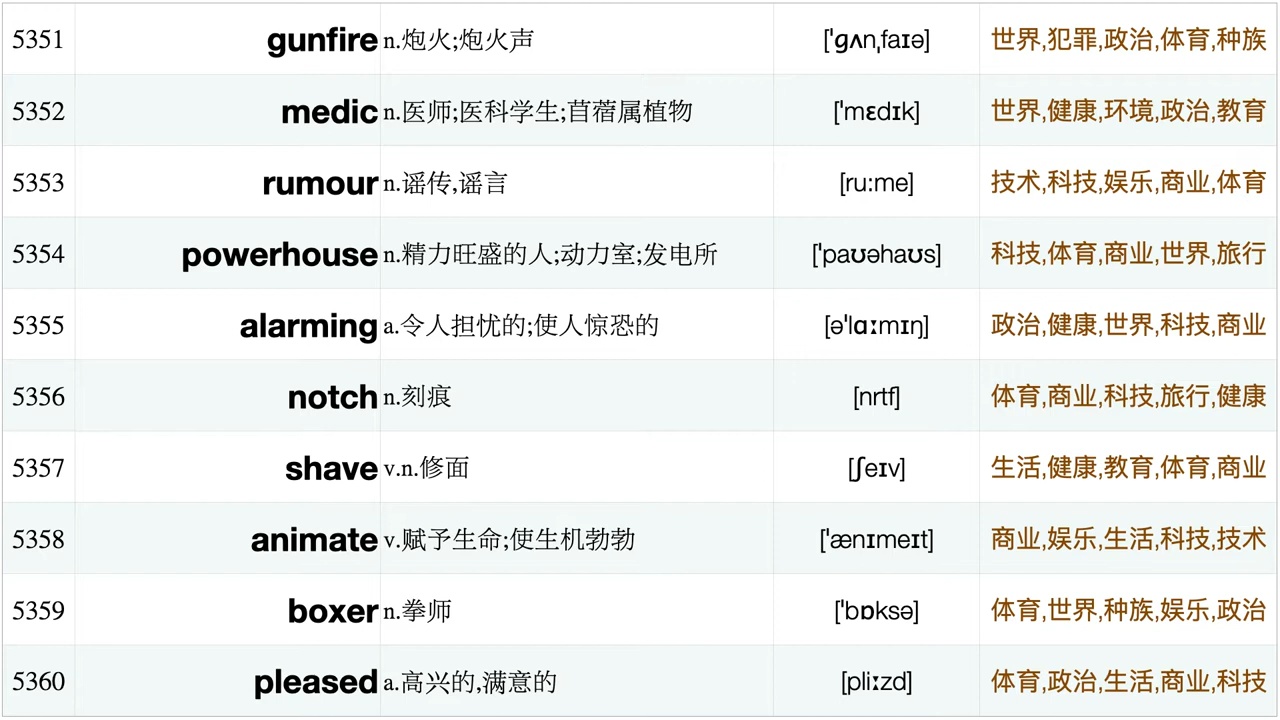 5351 gunfire n.炮火;炮火声 [ˈɡʌnˌfaɪə] 世界,犯罪,政治,体育,种族
5352 medic n.医师;医科学生;苜蓿属植物 [ˈmɛdɪk] 世界,健康,环境,政治,教育
5353 rumour n.谣传,谣言 [ru:me] 技术,科技,娱乐,商业,体育
5354 powerhouse n.精力旺盛的人;动力室;发电所 [ˈpaʊəhaʊs] 科技,体育,商业,世界,旅行
5355 alarming a.令人担忧的;使人惊恐的 [əˈlɑːmɪŋ] 政治,健康,世界,科技,商业
5356 notch n.刻痕 [nrtf] 体育,商业,科技,旅行,健康
5357 shave v.n.修面 [ʃeɪv] 生活,健康,教育,体育,商业
5358 animate v.赋予生命;使生机勃勃 [ˈænɪmeɪt] 商业,娱乐,生活,科技,技术
5359 boxer n.拳师 [ˈbɒksə] 体育,世界,种族,娱乐,政治
5360 pleased a.高兴的,满意的 [pliːzd] 体育,政治,生活,商业,科技